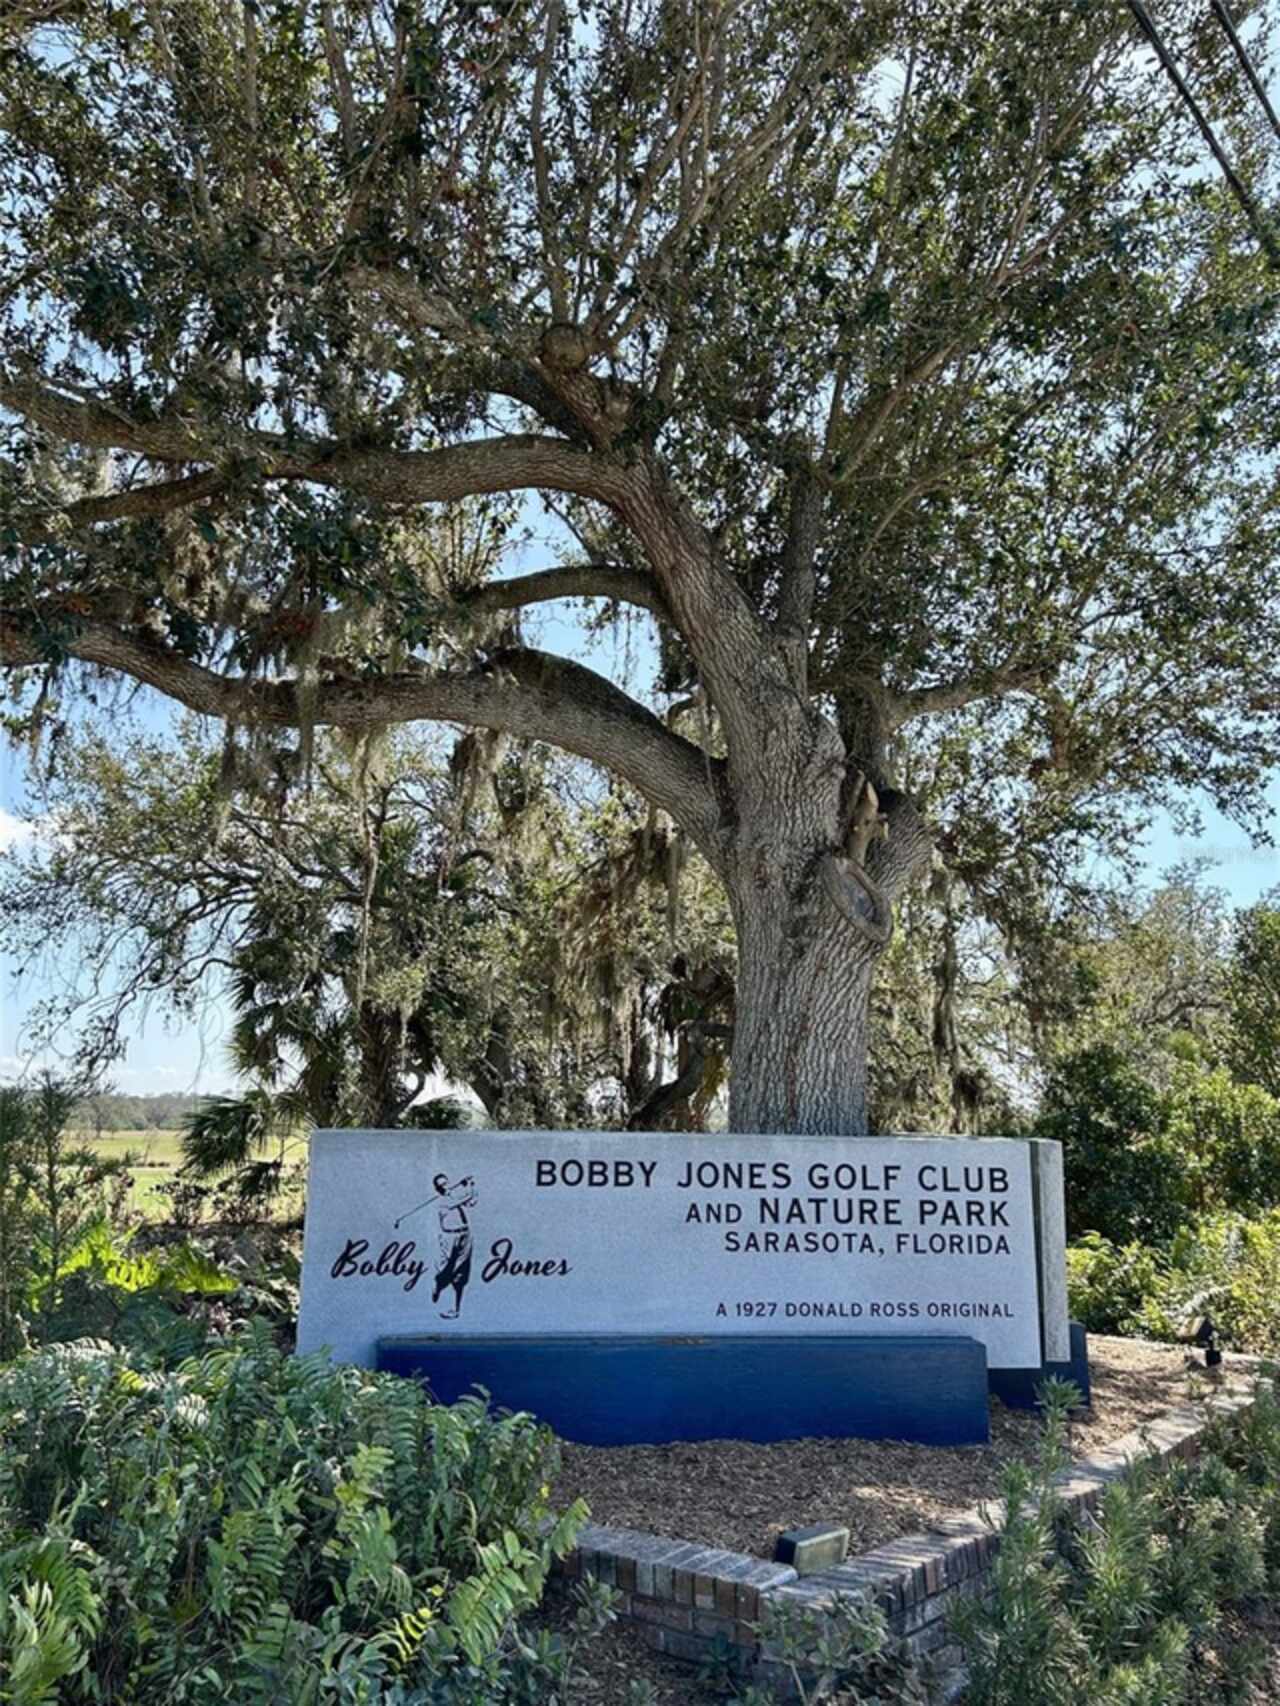 BOBBY JONES GOLF CLUB
AND NATURE PARK
SARASOTA, FLORIDA
Bobby Jones
A 1927 DONALD ROSS ORIGINAL